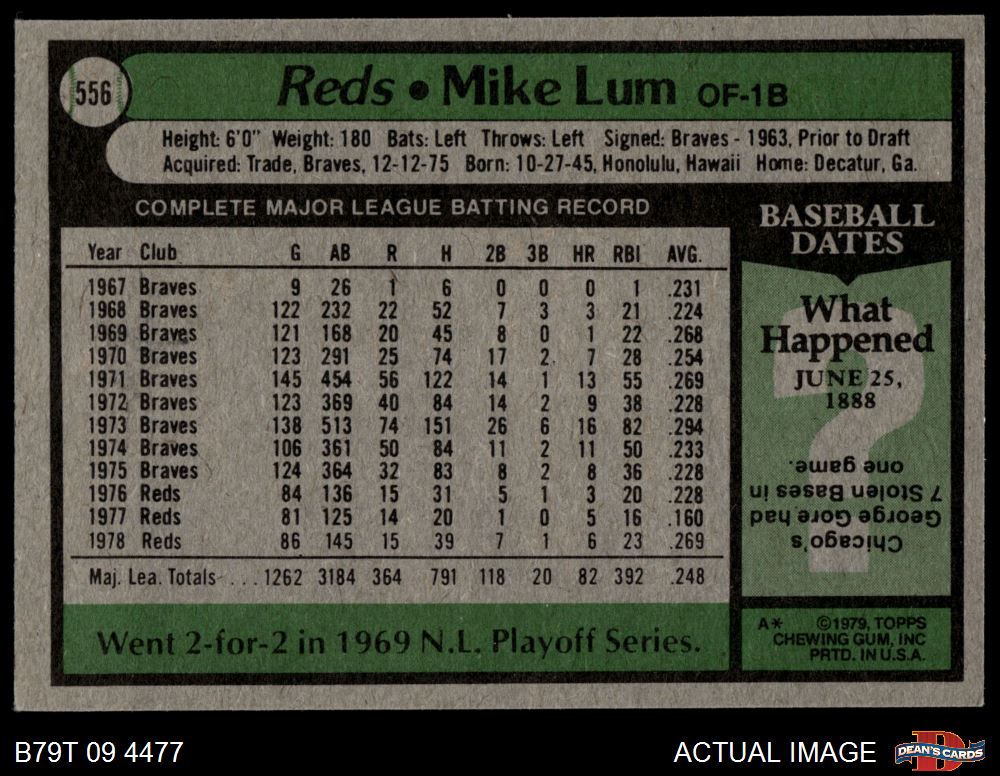 556
Reds • Mike Lum OF-1B
Height: 6'0" Weight: 180 Bats: Left Throws: Left Signed: Braves - 1963, Prior to Draft
Acquired: Trade, Braves, 12-12-75 Born: 10-27-45, Honolulu, Hawaii Home: Decatur, Ga.
COMPLETE MAJOR LEAGUE BATTING RECORD
Year Club G AB R H 2B 3B HR RBI AVG.
1967 Braves 9 26 1 6 0 0 0 1 .231
1968 Braves 122 232 22 52 7 3 3 21 .224
1969 Braves 121 168 20 45 8 0 1 22 .268
1970 Braves 123 291 25 74 17 2 7 28 .254
1971 Braves 145 454 56 122 14 1 13 55 .269
1972 Braves 123 369 40 84 14 2 9 38 .228
1973 Braves 138 513 74 151 26 6 16 82 .294
1974 Braves 106 361 50 84 11 2 11 50 .233
1975 Braves 124 364 32 83 8 2 8 36 .228
1976 Reds 84 136 15 31 5 1 3 20 .228
1977 Reds 81 125 14 20 1 0 5 16 .160
1978 Reds 86 145 15 39 7 1 6 23 .269
Maj. Lea. Totals . . . 1262 3184 364 791 118 20 82 392 .248
Went 2-for-2 in 1969 N.L. Playoff Series.
BASEBALL
DATES
What
Happened
JUNE 25,
1888
?
Chicago's
George Gore had
7 Stolen Bases in
one game.
A* ©1979, TOPPS
CHEWING GUM, INC
PRTD. IN U.S.A.
B79T 09 4477
ACTUAL IMAGE
DEAN'S CARDS